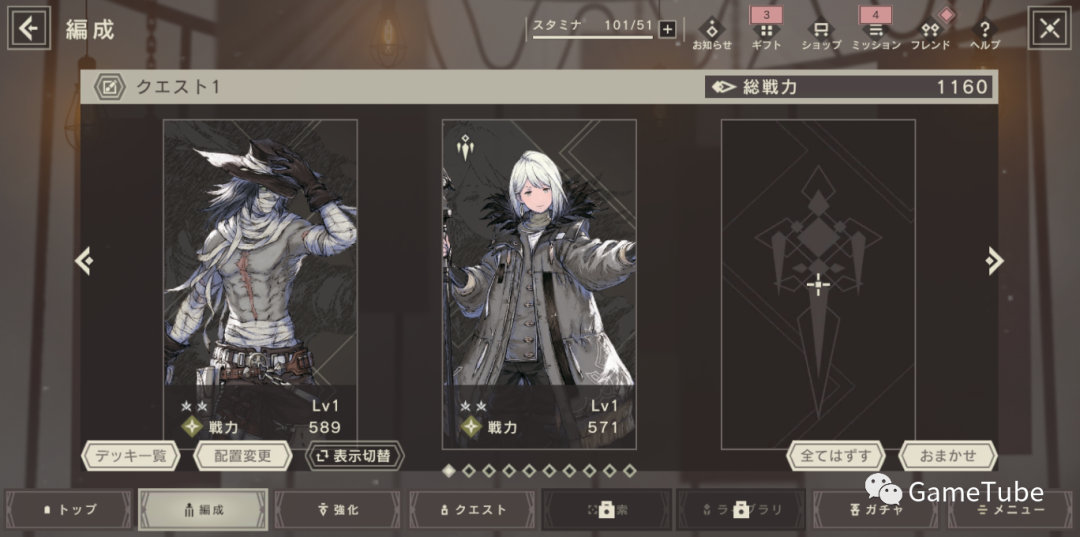 編成
スタミナ 101/51
3
4
お知らせ
ギフト
ショップ
ミッション
フレンド
ヘルプ
クエスト1
総戦力 1160
Lv1
戦力 589
Lv1
戦力 571
デッキ一覧
配置変更
表示切替
全てはずす
おまかせ
GameTube
トップ
編成
強化
クエスト
索
ラ
ブラリ
ガチャ
メニュー